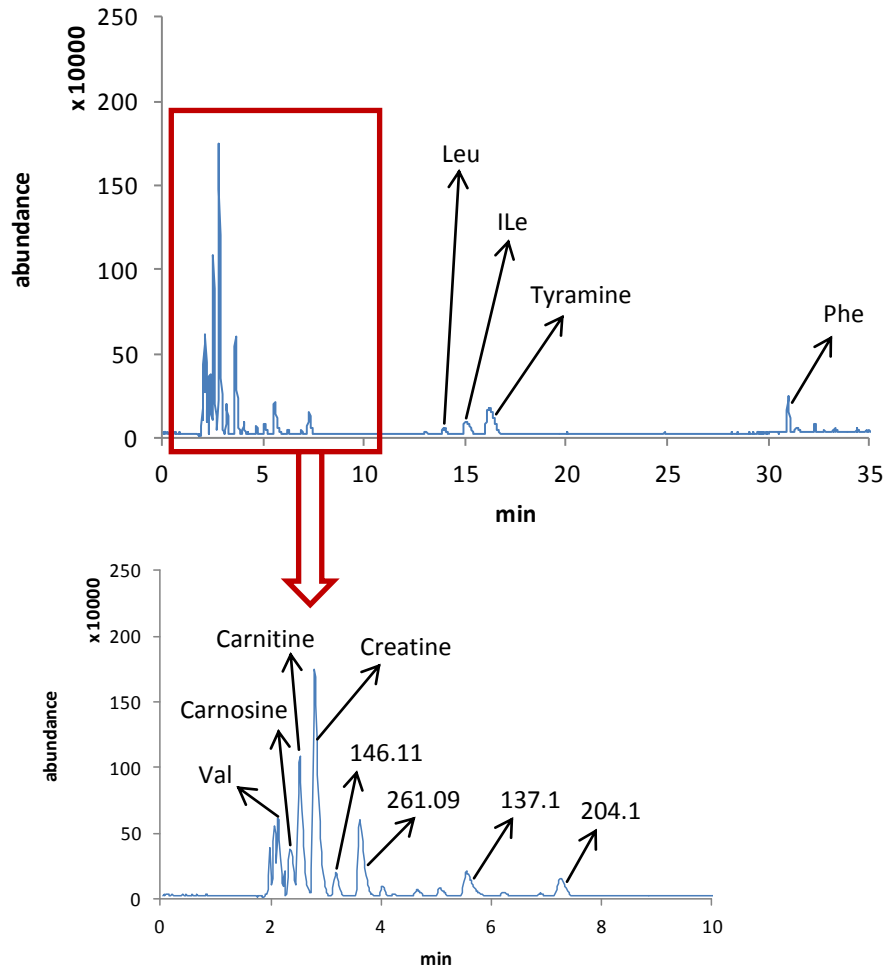 250
x 10000
200
150
100
50
0
abundance
Leu
ILe
Tyramine
Phe
0 5 10 15 20 25 30 35
min
250
x 10000
200
150
100
50
0
abundance
Carnitine
Creatine
Carnosine
Val
146.11
261.09
137.1
204.1
0 2 4 6 8 10
min